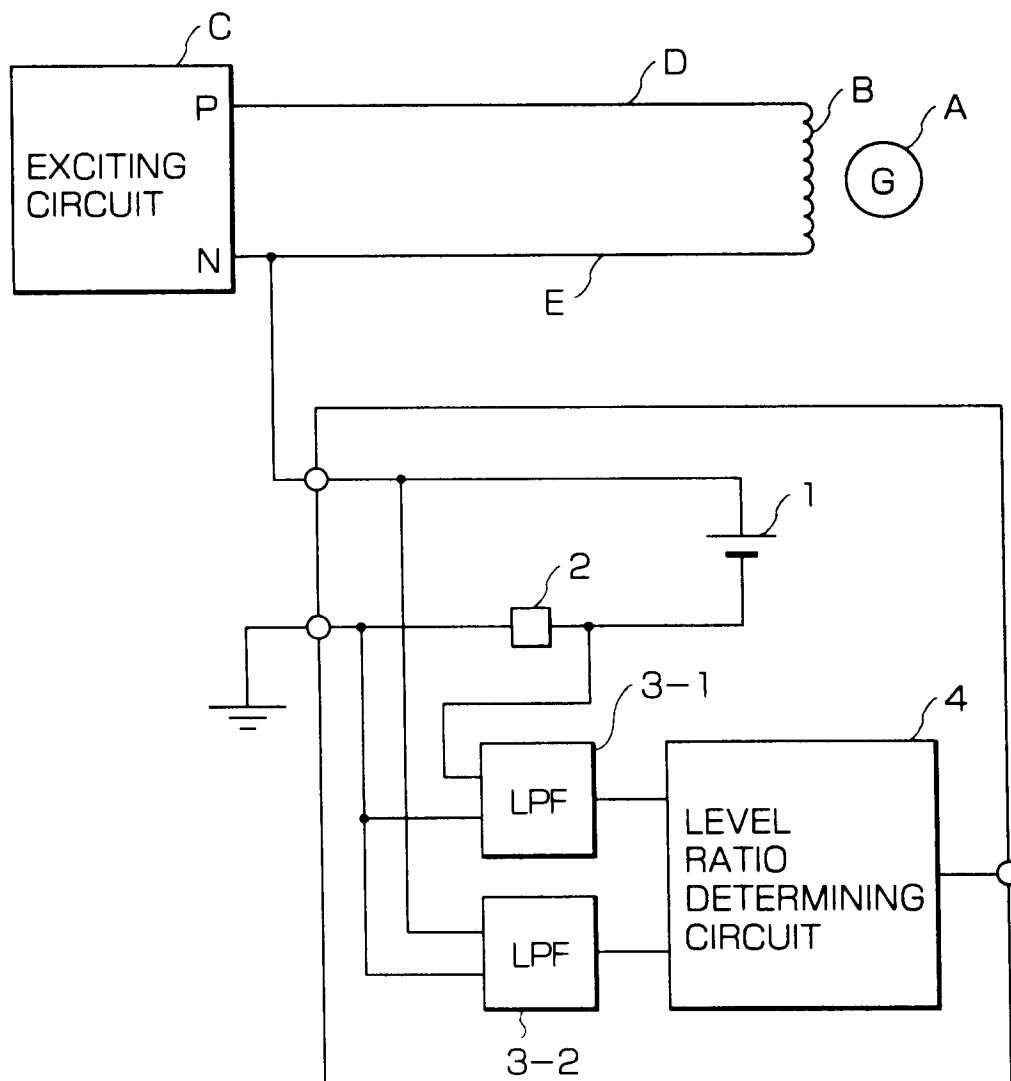 C
D
B
A
P
EXCITING
CIRCUIT
G
N
E
1
2
3-1
4
LPF
LEVEL
RATIO
DETERMINING
CIRCUIT
LPF
3-2